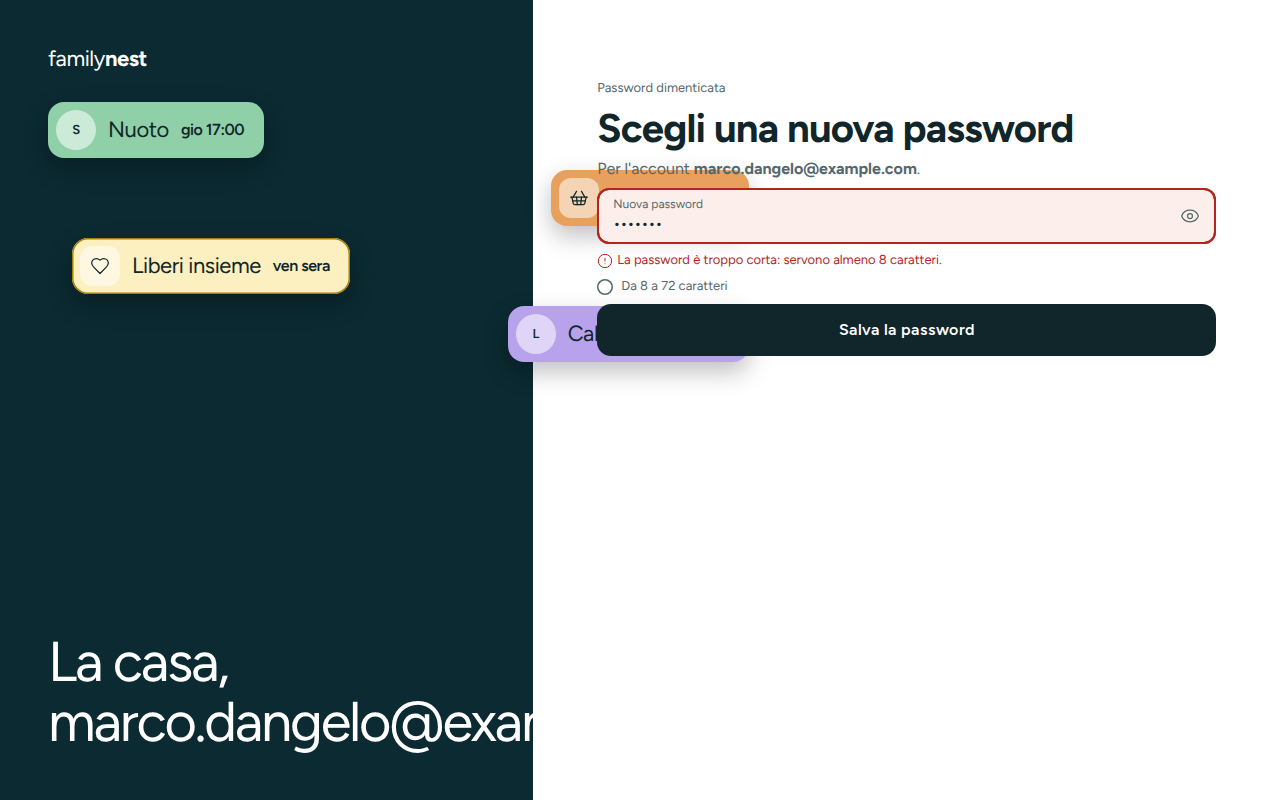 familynest
S Nuoto gio 17:00
Liberi insieme ven sera
L
La casa,
marco.dangelo@exa
Password dimenticata
Scegli una nuova password
Per l'account marco.dangelo@example.com.
Nuova password
•••••••
La password è troppo corta: servono almeno 8 caratteri.
Da 8 a 72 caratteri
Salva la password